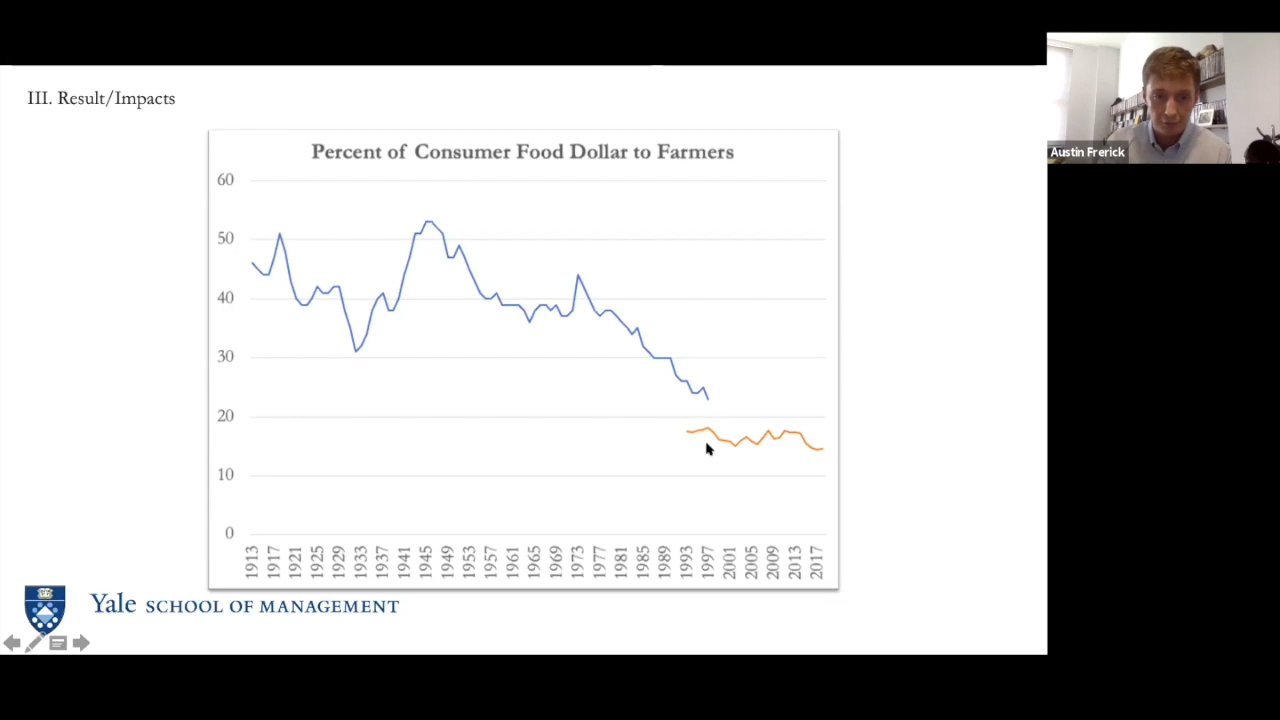 III. Result/Impacts
Percent of Consumer Food Dollar to Farmers
60
50
40
30
20
10
0
1913 1917 1921 1925 1929 1933 1937 1941 1945 1949 1953 1957 1961 1965 1969 1973 1977 1981 1985 1989 1993 1997 2001 2005 2009 2013 2017
Yale SCHOOL OF MANAGEMENT
Austin Frerick